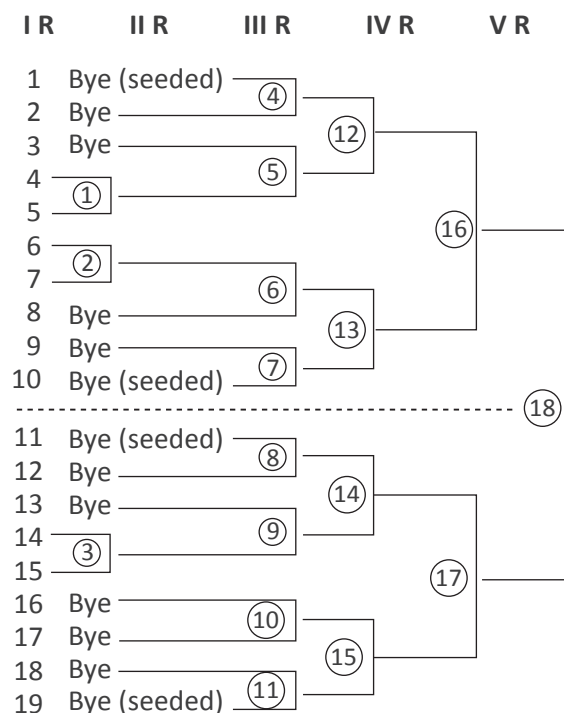 I R II R III R IV R V R
1 Bye (seeded)
④
2 Bye
⑫
3 Bye
⑤
4
①
5
⑯
6
②
7
⑥
8 Bye
⑬
9 Bye
⑦
10 Bye (seeded)
⑱
11 Bye (seeded)
⑧
12 Bye
⑭
13 Bye
⑨
14
③
15
⑰
16 Bye
⑩
17 Bye
⑮
18 Bye
⑪
19 Bye (seeded)